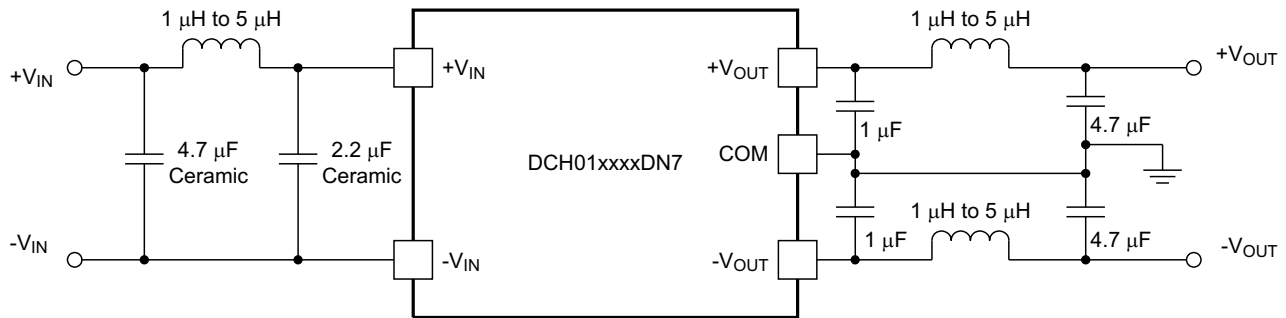 1 μH to 5 μH
1 μH to 5 μH
+VIN
+VIN
+VOUT
+VOUT
4.7 μF
Ceramic
2.2 μF
Ceramic
1 μF
4.7 μF
COM
DCH01xxxxDN7
1 μH to 5 μH
1 μF
4.7 μF
-VIN
-VIN
-VOUT
-VOUT